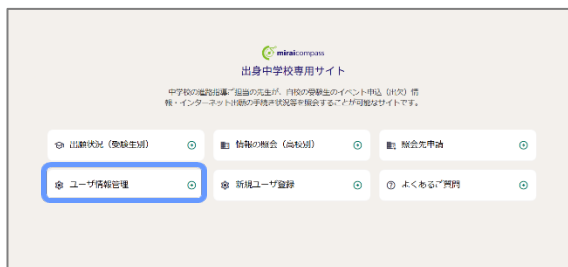 miraicompass
出身中学校専用サイト
中学校の進路指導ご担当の先生が、自校の受験生のイベント申込（出欠）情
報・インターネット出願の手続き状況等を照会することが可能なサイトです。
出願状況（受験生別）
情報の照会（高校別）
照会先申請
ユーザ情報管理
新規ユーザ登録
よくあるご質問